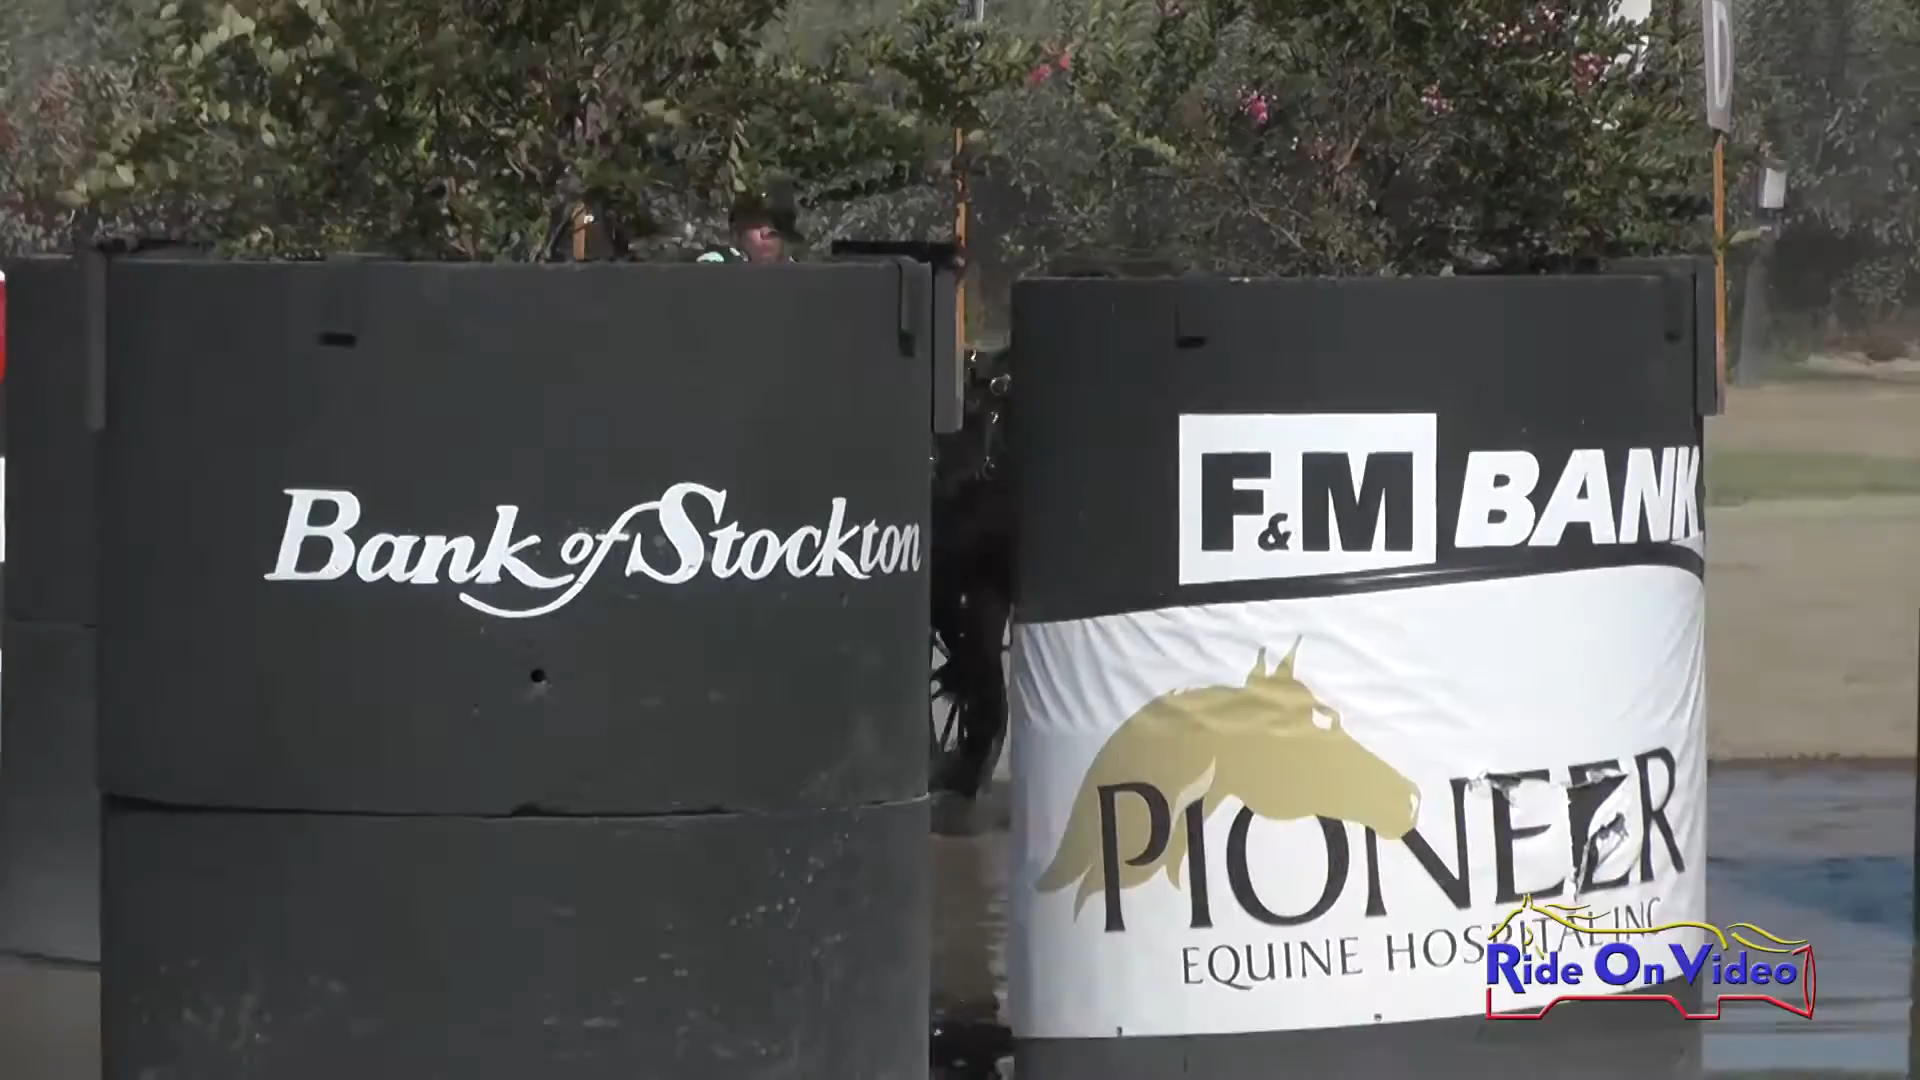 D
Bank of Stockton
F&M BANK
PIONEER
EQUINE HOSPITAL INC
Ride On Video